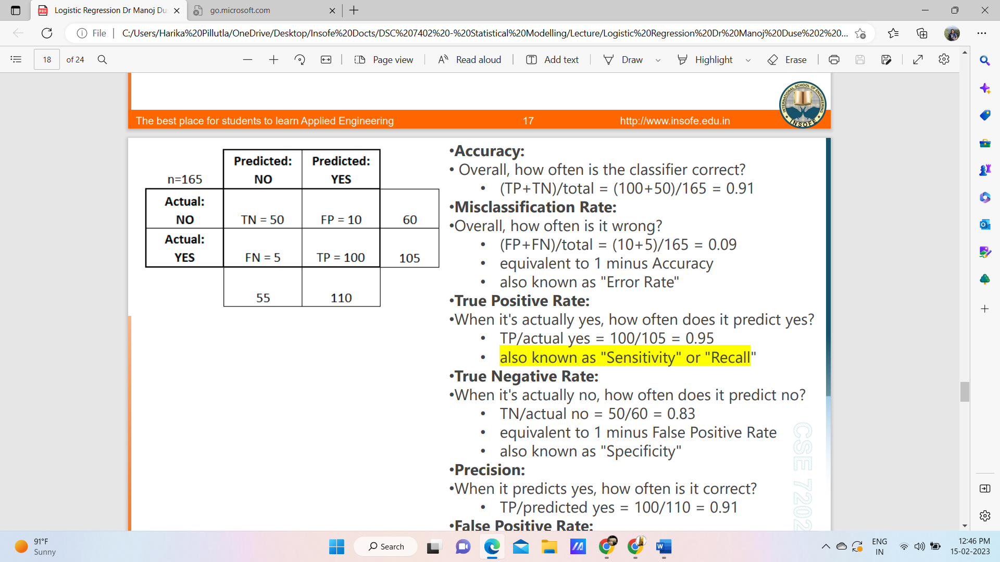 Logistic Regression Dr Manoj Du
go.microsoft.com
File
C:/Users/Harika%20Pillutla/OneDrive/Desktop/Insofe%20Docts/DSC%207402%20-%20Statistical%20Modelling/Lecture/Logistic%20Regression%20Dr%20Manoj%20Duse%202%20...
18 of 24
Page view
Read aloud
Add text
Draw
Highlight
Erase
INTERNATIONAL SCHOOL OF ENGINEERING
INSOFE
The best place for students to learn Applied Engineering 17 http://www.insofe.edu.in
n=165 Predicted: NO Predicted: YES
Actual: NO TN = 50 FP = 10 60
Actual: YES FN = 5 TP = 100 105
55 110
•Accuracy:
• Overall, how often is the classifier correct?
• (TP+TN)/total = (100+50)/165 = 0.91
•Misclassification Rate:
•Overall, how often is it wrong?
• (FP+FN)/total = (10+5)/165 = 0.09
• equivalent to 1 minus Accuracy
• also known as "Error Rate"
•True Positive Rate:
•When it's actually yes, how often does it predict yes?
• TP/actual yes = 100/105 = 0.95
• also known as "Sensitivity" or "Recall"
•True Negative Rate:
•When it's actually no, how often does it predict no?
• TN/actual no = 50/60 = 0.83
• equivalent to 1 minus False Positive Rate
• also known as "Specificity"
•Precision:
•When it predicts yes, how often is it correct?
• TP/predicted yes = 100/110 = 0.91
•False Positive Rate:
CSE 7202
91°F
Sunny
Search
ENG
IN
12:46 PM
15-02-2023